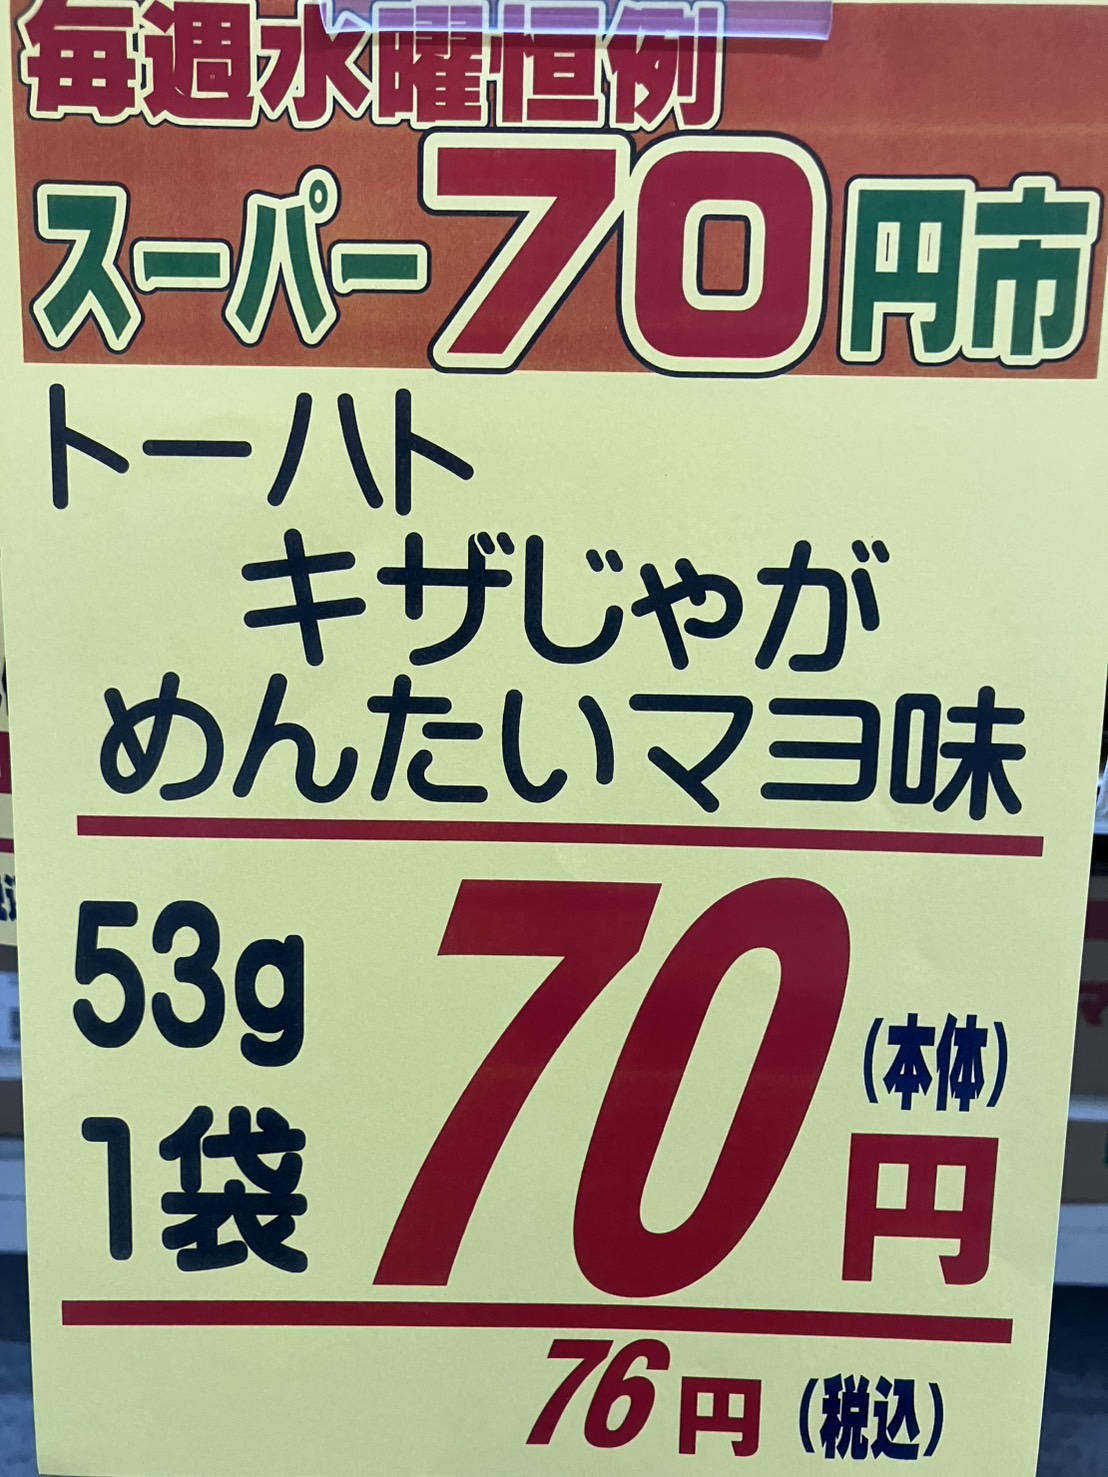 毎週水曜恒例
スーパー70円市
トーハト
キザじゃが
めんたいマヨ味
53g
1袋
70円
(本体)
76円(税込)